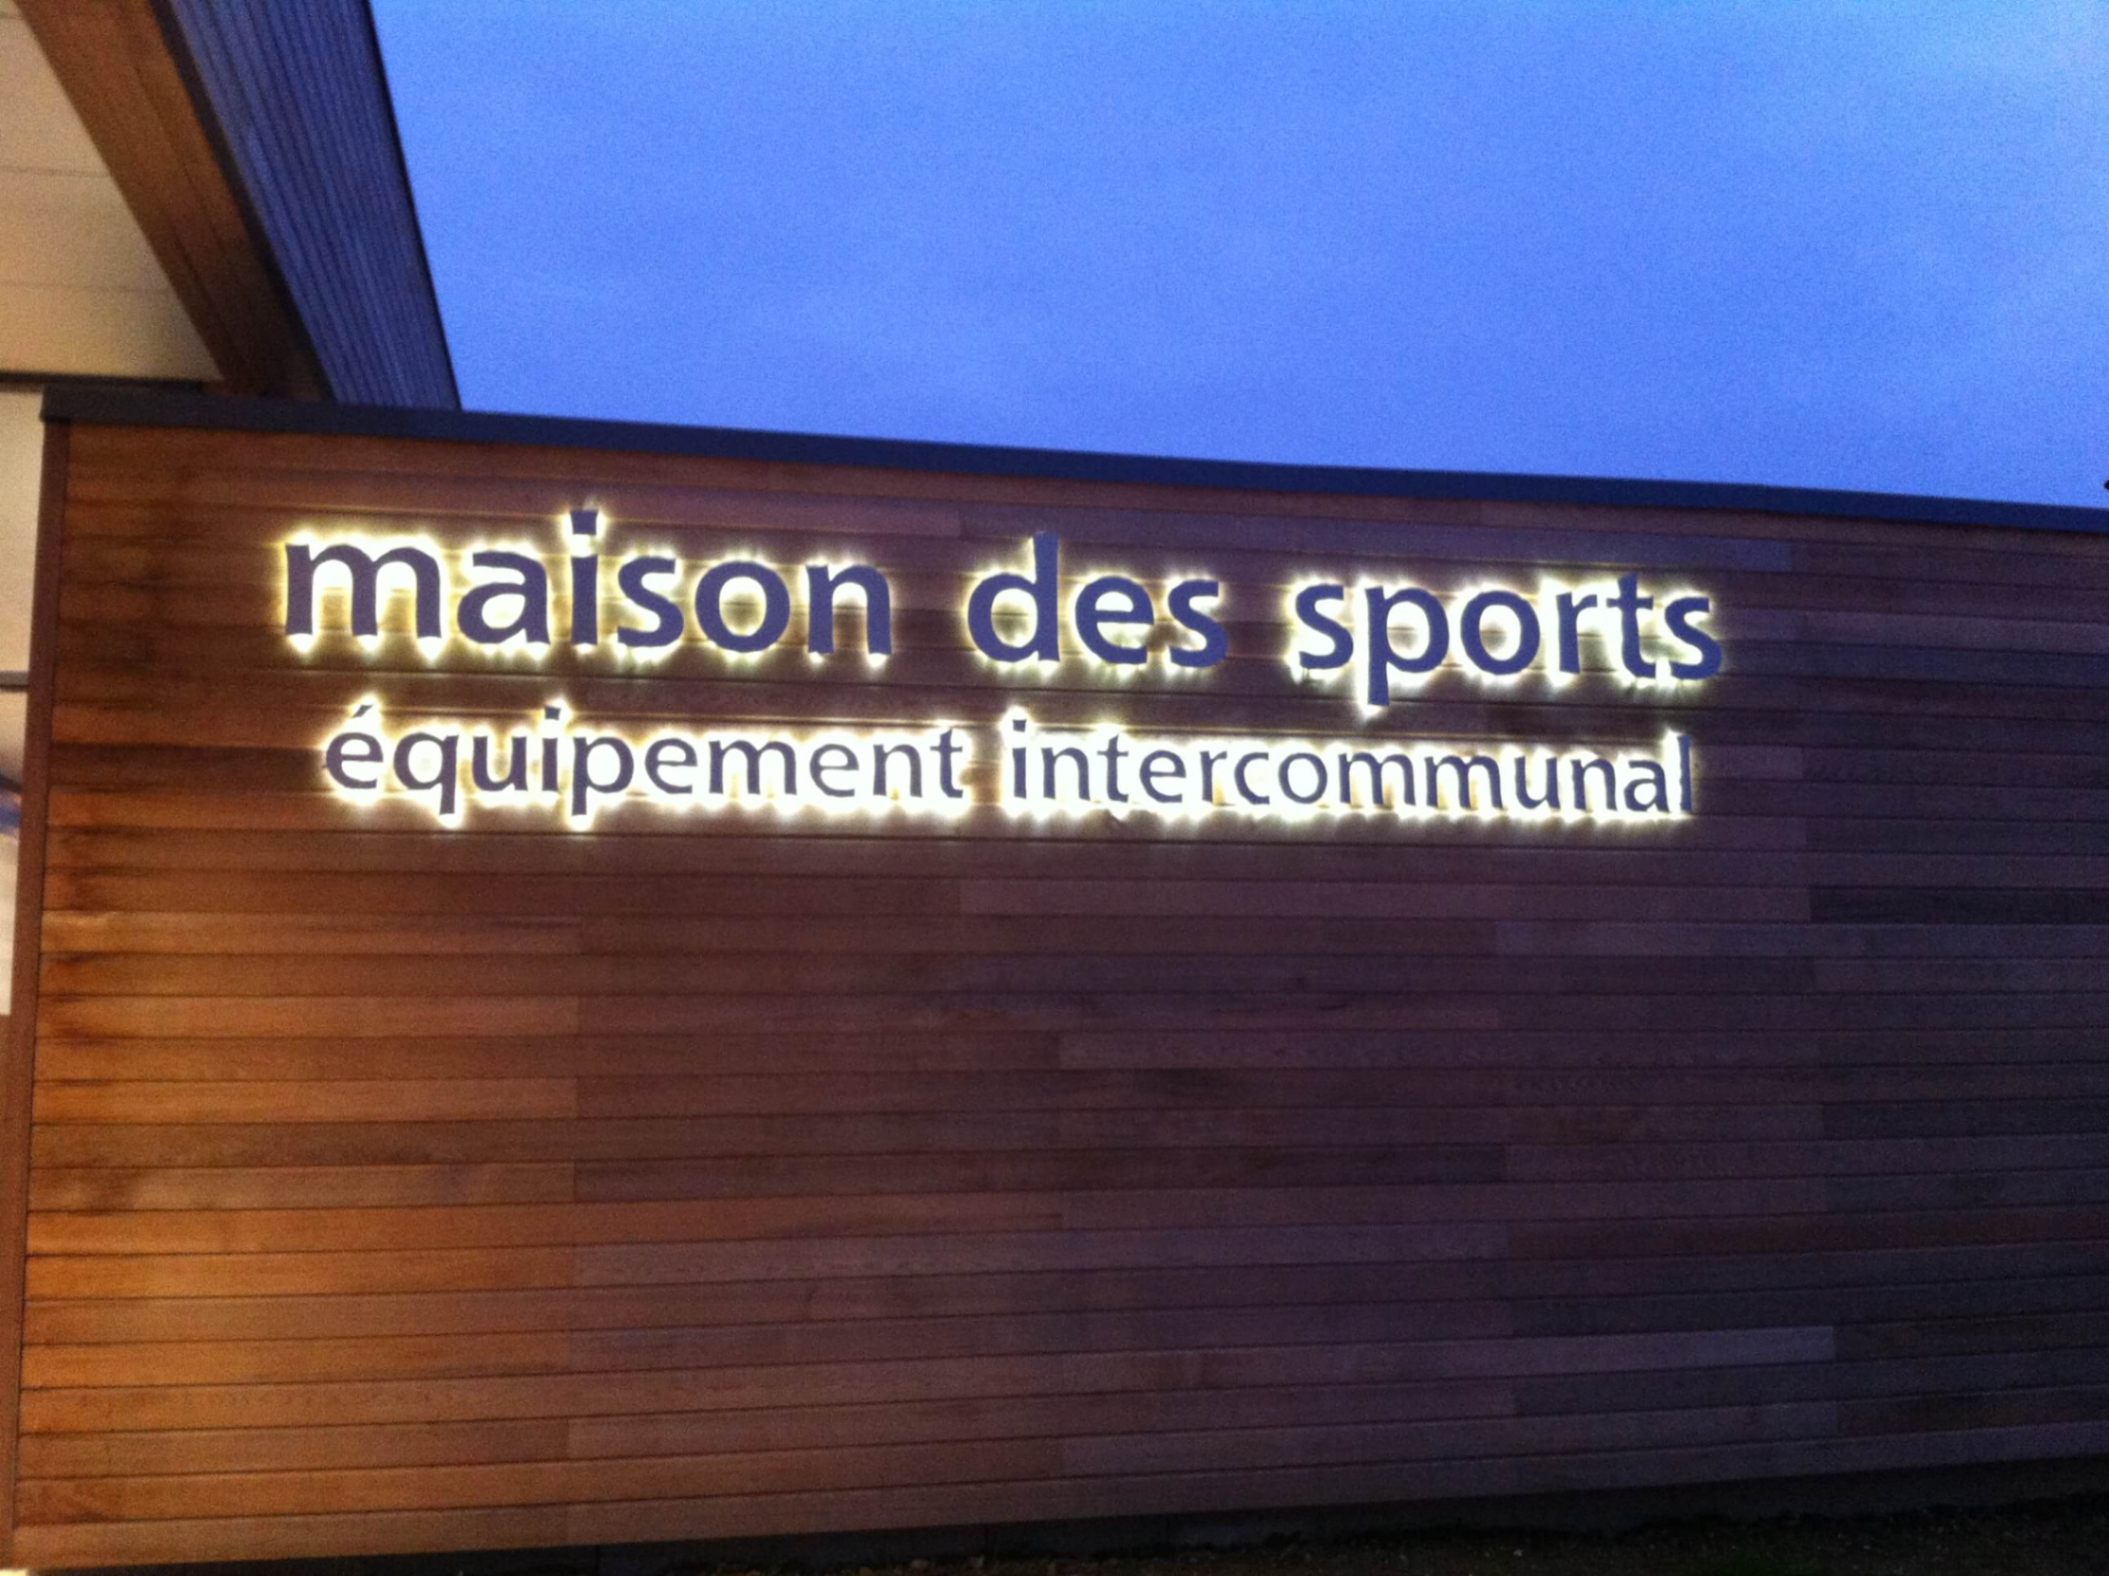 maison des sports
équipement intercommunal